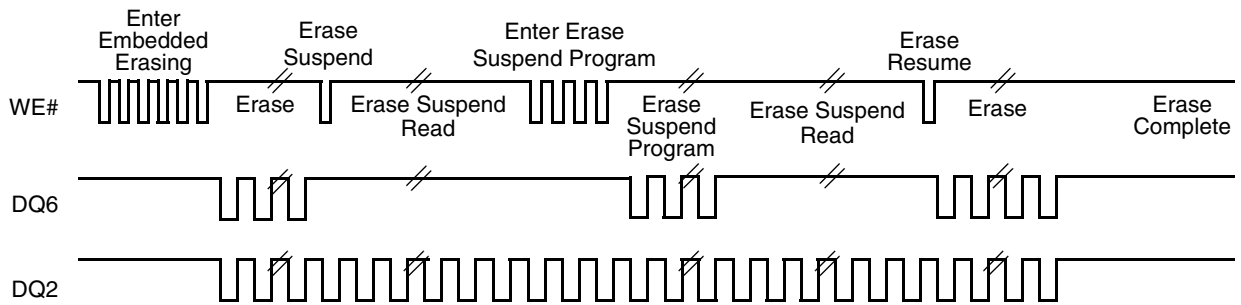 Enter
Embedded
Erasing
Erase
Suspend
Enter Erase
Suspend Program
Erase
Resume
WE#
Erase
Erase Suspend
Read
Erase
Suspend
Program
Erase Suspend
Read
Erase
Erase
Complete
DQ6
DQ2